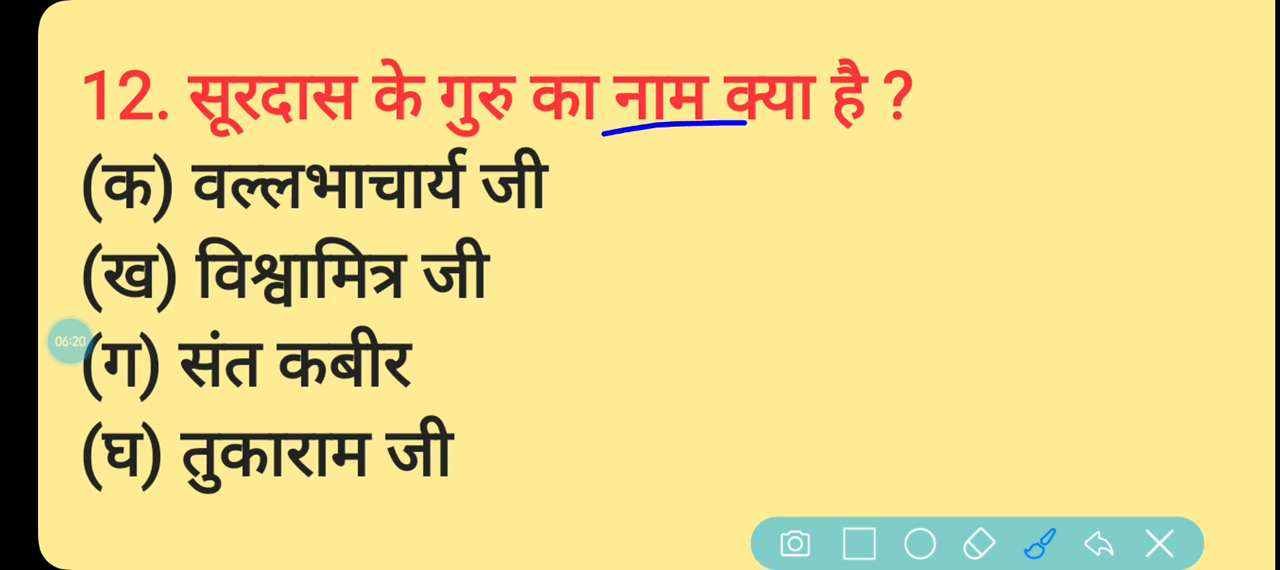 12. सूरदास के गुरु का नाम क्या है ?
(क) वल्लभाचार्य जी
(ख) विश्वामित्र जी
06:20
(ग) संत कबीर
(घ) तुकाराम जी